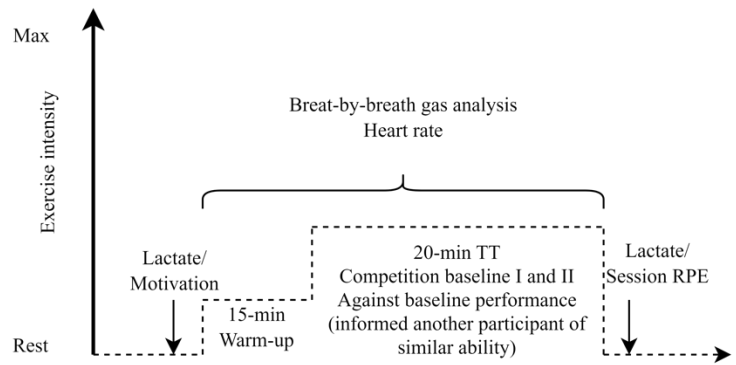 Max
Exercise intensity
Rest
Breat-by-breath gas analysis
Heart rate
Lactate/
Motivation
15-min
Warm-up
20-min TT
Competition baseline I and II
Against baseline performance
(informed another participant of
similar ability)
Lactate/
Session RPE